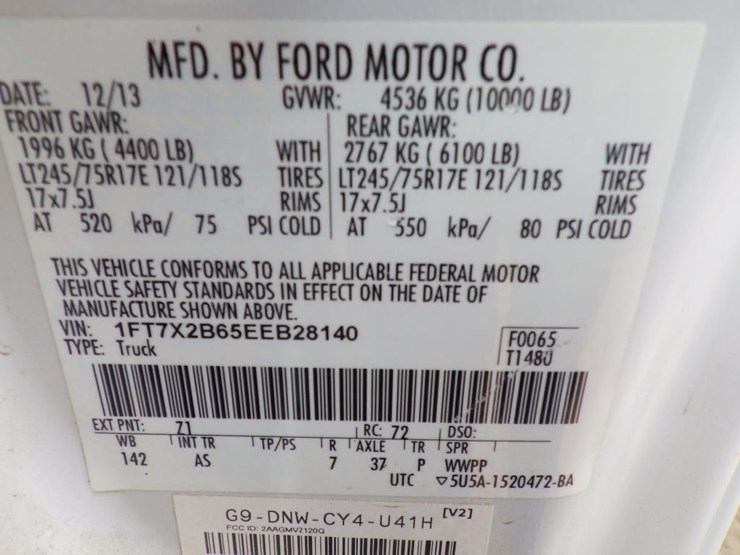 MFD. BY FORD MOTOR CO.
DATE: 12/13 GVWR: 4536 KG (10000 LB)
FRONT GAWR: REAR GAWR:
1996 KG ( 4400 LB) WITH 2767 KG ( 6100 LB) WITH
LT245/75R17E 121/118S TIRES LT245/75R17E 121/118S TIRES
17x7.5J RIMS 17x7.5J RIMS
AT 520 kPa/ 75 PSI COLD AT 550 kPa/ 80 PSI COLD
THIS VEHICLE CONFORMS TO ALL APPLICABLE FEDERAL MOTOR
VEHICLE SAFETY STANDARDS IN EFFECT ON THE DATE OF
MANUFACTURE SHOWN ABOVE.
VIN: 1FT7X2B65EEB28140 F0065
TYPE: Truck T1480
EXT PNT: 71 RC: 72 DSO:
WB INT TR TP/PS R AXLE TR SPR
142 AS 7 37 P WWPP
UTC ▽5U5A-1520472-BA
G9-DNW-CY4-U41H [V2]
FCC ID: 2AAGMVZ120G